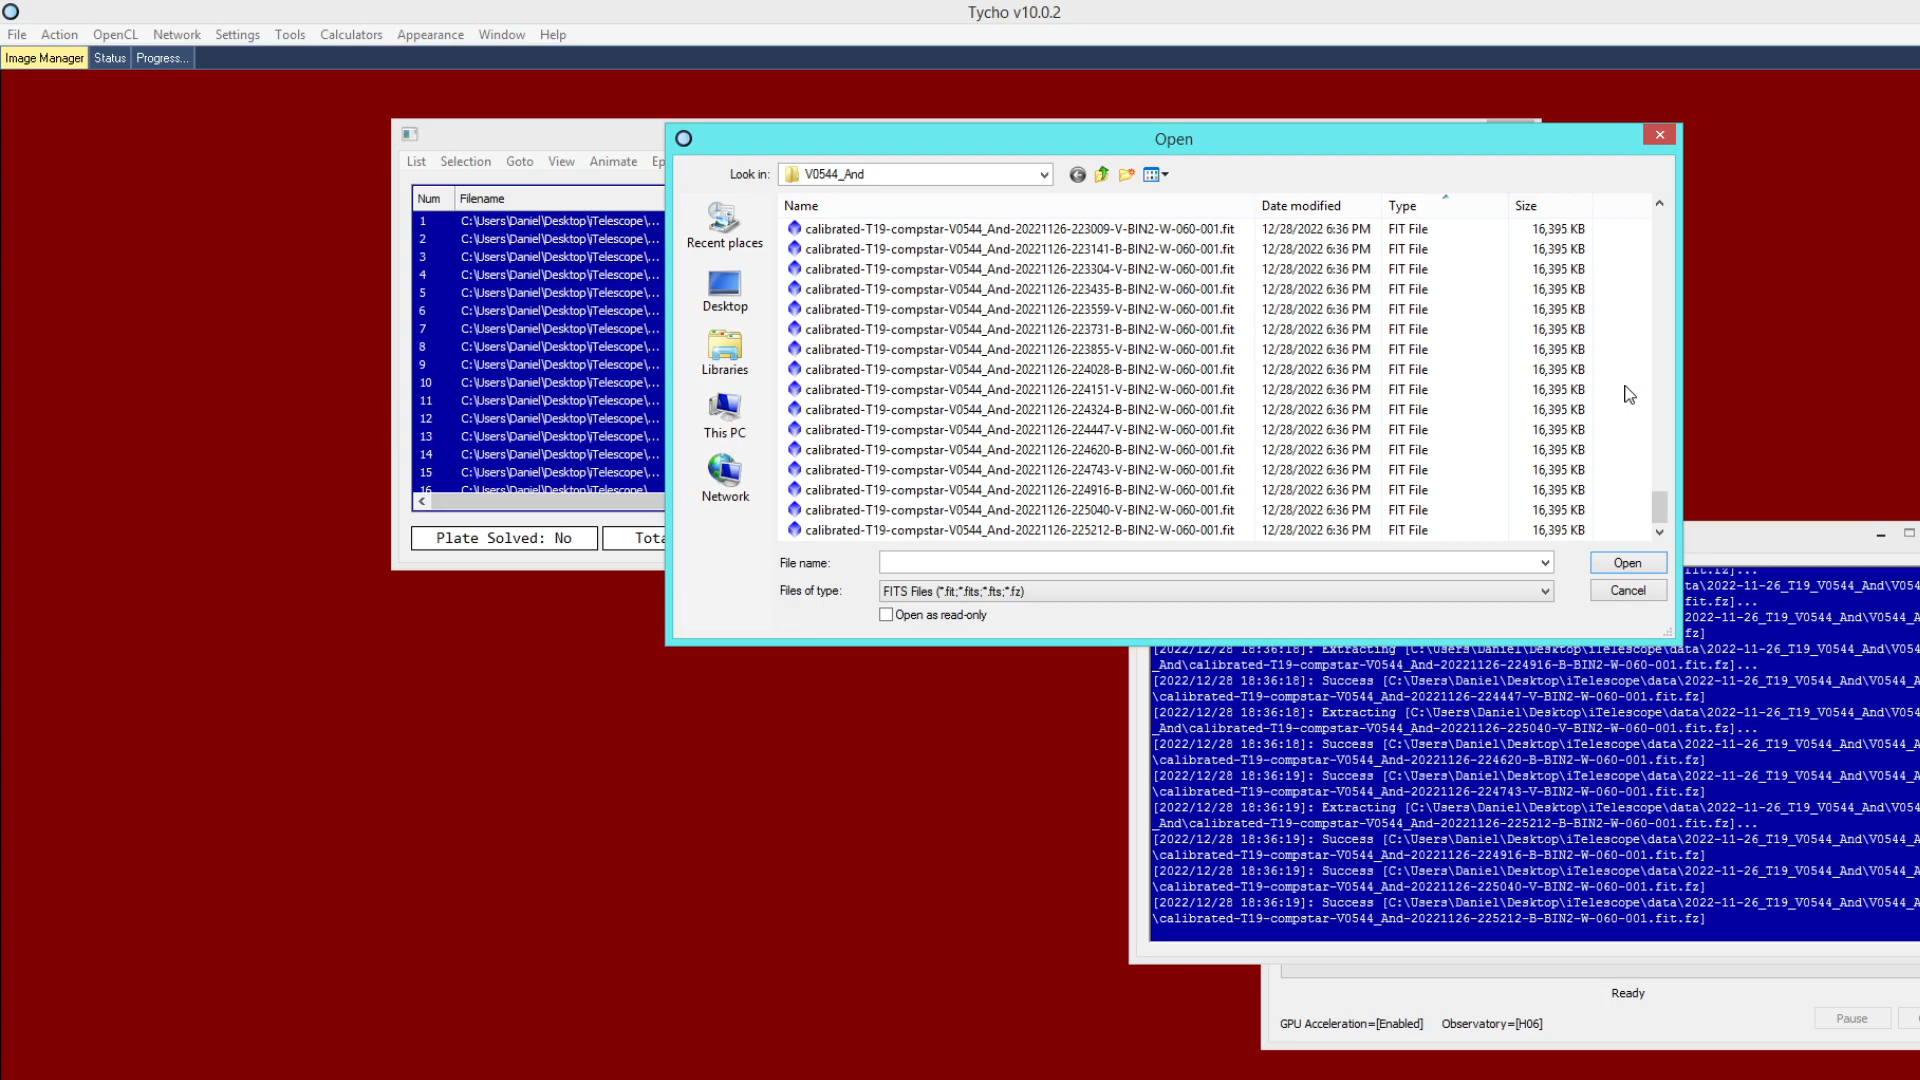 Tycho v10.0.2
File Action OpenCL Network Settings Tools Calculators Appearance Window Help
Image Manager Status Progress...
Open
List Selection Goto View Animate Ep
Look in: V0544_And
Num Filename
1 C:\Users\Daniel\Desktop\iTelescope\...
2 C:\Users\Daniel\Desktop\iTelescope\...
3 C:\Users\Daniel\Desktop\iTelescope\...
4 C:\Users\Daniel\Desktop\iTelescope\...
5 C:\Users\Daniel\Desktop\iTelescope\...
6 C:\Users\Daniel\Desktop\iTelescope\...
7 C:\Users\Daniel\Desktop\iTelescope\...
8 C:\Users\Daniel\Desktop\iTelescope\...
9 C:\Users\Daniel\Desktop\iTelescope\...
10 C:\Users\Daniel\Desktop\iTelescope\...
11 C:\Users\Daniel\Desktop\iTelescope\...
12 C:\Users\Daniel\Desktop\iTelescope\...
13 C:\Users\Daniel\Desktop\iTelescope\...
14 C:\Users\Daniel\Desktop\iTelescope\...
15 C:\Users\Daniel\Desktop\iTelescope\...
16 C:\Users\Daniel\Desktop\iTelescope\
Plate Solved: No Tota
Recent places
Desktop
Libraries
This PC
Network
Name Date modified Type Size
calibrated-T19-compstar-V0544_And-20221126-223009-V-BIN2-W-060-001.fit 12/28/2022 6:36 PM FIT File 16,395 KB
calibrated-T19-compstar-V0544_And-20221126-223141-B-BIN2-W-060-001.fit 12/28/2022 6:36 PM FIT File 16,395 KB
calibrated-T19-compstar-V0544_And-20221126-223304-V-BIN2-W-060-001.fit 12/28/2022 6:36 PM FIT File 16,395 KB
calibrated-T19-compstar-V0544_And-20221126-223435-B-BIN2-W-060-001.fit 12/28/2022 6:36 PM FIT File 16,395 KB
calibrated-T19-compstar-V0544_And-20221126-223559-V-BIN2-W-060-001.fit 12/28/2022 6:36 PM FIT File 16,395 KB
calibrated-T19-compstar-V0544_And-20221126-223731-B-BIN2-W-060-001.fit 12/28/2022 6:36 PM FIT File 16,395 KB
calibrated-T19-compstar-V0544_And-20221126-223855-V-BIN2-W-060-001.fit 12/28/2022 6:36 PM FIT File 16,395 KB
calibrated-T19-compstar-V0544_And-20221126-224028-B-BIN2-W-060-001.fit 12/28/2022 6:36 PM FIT File 16,395 KB
calibrated-T19-compstar-V0544_And-20221126-224151-V-BIN2-W-060-001.fit 12/28/2022 6:36 PM FIT File 16,395 KB
calibrated-T19-compstar-V0544_And-20221126-224324-B-BIN2-W-060-001.fit 12/28/2022 6:36 PM FIT File 16,395 KB
calibrated-T19-compstar-V0544_And-20221126-224447-V-BIN2-W-060-001.fit 12/28/2022 6:36 PM FIT File 16,395 KB
calibrated-T19-compstar-V0544_And-20221126-224620-B-BIN2-W-060-001.fit 12/28/2022 6:36 PM FIT File 16,395 KB
calibrated-T19-compstar-V0544_And-20221126-224743-V-BIN2-W-060-001.fit 12/28/2022 6:36 PM FIT File 16,395 KB
calibrated-T19-compstar-V0544_And-20221126-224916-B-BIN2-W-060-001.fit 12/28/2022 6:36 PM FIT File 16,395 KB
calibrated-T19-compstar-V0544_And-20221126-225040-V-BIN2-W-060-001.fit 12/28/2022 6:36 PM FIT File 16,395 KB
calibrated-T19-compstar-V0544_And-20221126-225212-B-BIN2-W-060-001.fit 12/28/2022 6:36 PM FIT File 16,395 KB
File name: Open
Files of type: FITS Files (*.fit;*.fits;*.fts;*.fz) Cancel
Open as read-only
ta\2022-11-26_T19_V0544_And\V054
fit.fz]...
2022-11-26_T19_V0544_And\V0544_A
fz]
[2022/12/28 18:36:18]: Extracting [C:\Users\Daniel\Desktop\iTelescope\data\2022-11-26_T19_V0544_And\V054
_And\calibrated-T19-compstar-V0544_And-20221126-224916-B-BIN2-W-060-001.fit.fz]...
[2022/12/28 18:36:18]: Success [C:\Users\Daniel\Desktop\iTelescope\data\2022-11-26_T19_V0544_And\V0544_A
\calibrated-T19-compstar-V0544_And-20221126-224447-V-BIN2-W-060-001.fit.fz]
[2022/12/28 18:36:18]: Extracting [C:\Users\Daniel\Desktop\iTelescope\data\2022-11-26_T19_V0544_And\V054
_And\calibrated-T19-compstar-V0544_And-20221126-225040-V-BIN2-W-060-001.fit.fz]...
[2022/12/28 18:36:18]: Success [C:\Users\Daniel\Desktop\iTelescope\data\2022-11-26_T19_V0544_And\V0544_A
\calibrated-T19-compstar-V0544_And-20221126-224620-B-BIN2-W-060-001.fit.fz]
[2022/12/28 18:36:19]: Success [C:\Users\Daniel\Desktop\iTelescope\data\2022-11-26_T19_V0544_And\V0544_A
\calibrated-T19-compstar-V0544_And-20221126-224743-V-BIN2-W-060-001.fit.fz]
[2022/12/28 18:36:19]: Extracting [C:\Users\Daniel\Desktop\iTelescope\data\2022-11-26_T19_V0544_And\V054
_And\calibrated-T19-compstar-V0544_And-20221126-225212-B-BIN2-W-060-001.fit.fz]...
[2022/12/28 18:36:19]: Success [C:\Users\Daniel\Desktop\iTelescope\data\2022-11-26_T19_V0544_And\V0544_A
\calibrated-T19-compstar-V0544_And-20221126-224916-B-BIN2-W-060-001.fit.fz]
[2022/12/28 18:36:19]: Success [C:\Users\Daniel\Desktop\iTelescope\data\2022-11-26_T19_V0544_And\V0544_A
\calibrated-T19-compstar-V0544_And-20221126-225040-V-BIN2-W-060-001.fit.fz]
[2022/12/28 18:36:19]: Success [C:\Users\Daniel\Desktop\iTelescope\data\2022-11-26_T19_V0544_And\V0544_A
\calibrated-T19-compstar-V0544_And-20221126-225212-B-BIN2-W-060-001.fit.fz]
Ready
GPU Acceleration=[Enabled] Observatory=[H06] Pause